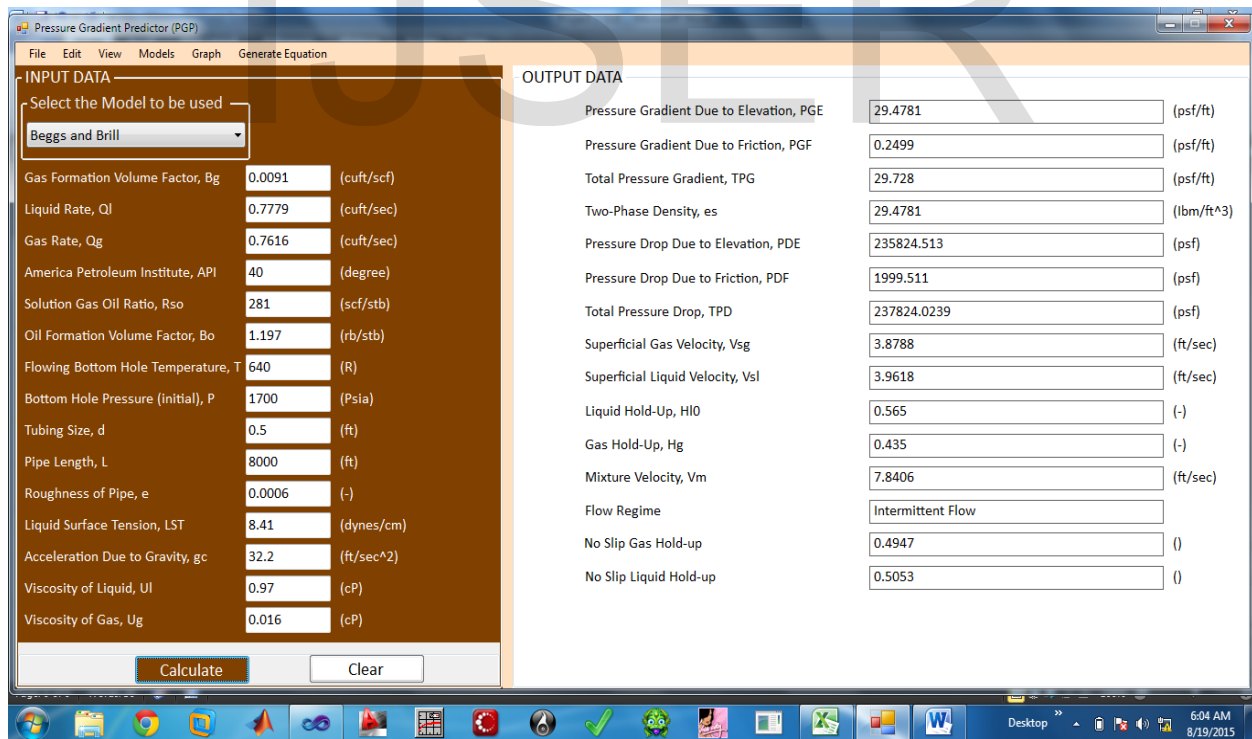 IJSER
Pressure Gradient Predictor (PGP)
File Edit View Models Graph Generate Equation
INPUT DATA
Select the Model to be used
Beggs and Brill
Gas Formation Volume Factor, Bg 0.0091 (cuft/scf)
Liquid Rate, Ql 0.7779 (cuft/sec)
Gas Rate, Qg 0.7616 (cuft/sec)
America Petroleum Institute, API 40 (degree)
Solution Gas Oil Ratio, Rso 281 (scf/stb)
Oil Formation Volume Factor, Bo 1.197 (rb/stb)
Flowing Bottom Hole Temperature, T 640 (R)
Bottom Hole Pressure (initial), P 1700 (Psia)
Tubing Size, d 0.5 (ft)
Pipe Length, L 8000 (ft)
Roughness of Pipe, e 0.0006 (-)
Liquid Surface Tension, LST 8.41 (dynes/cm)
Acceleration Due to Gravity, gc 32.2 (ft/sec^2)
Viscosity of Liquid, Ul 0.97 (cP)
Viscosity of Gas, Ug 0.016 (cP)
Calculate Clear
OUTPUT DATA
Pressure Gradient Due to Elevation, PGE 29.4781 (psf/ft)
Pressure Gradient Due to Friction, PGF 0.2499 (psf/ft)
Total Pressure Gradient, TPG 29.728 (psf/ft)
Two-Phase Density, es 29.4781 (Ibm/ft^3)
Pressure Drop Due to Elevation, PDE 235824.513 (psf)
Pressure Drop Due to Friction, PDF 1999.511 (psf)
Total Pressure Drop, TPD 237824.0239 (psf)
Superficial Gas Velocity, Vsg 3.8788 (ft/sec)
Superficial Liquid Velocity, Vsl 3.9618 (ft/sec)
Liquid Hold-Up, Hl0 0.565 (-)
Gas Hold-Up, Hg 0.435 (-)
Mixture Velocity, Vm 7.8406 (ft/sec)
Flow Regime Intermittent Flow
No Slip Gas Hold-up 0.4947 ()
No Slip Liquid Hold-up 0.5053 ()
Desktop » 6:04 AM
8/19/2015